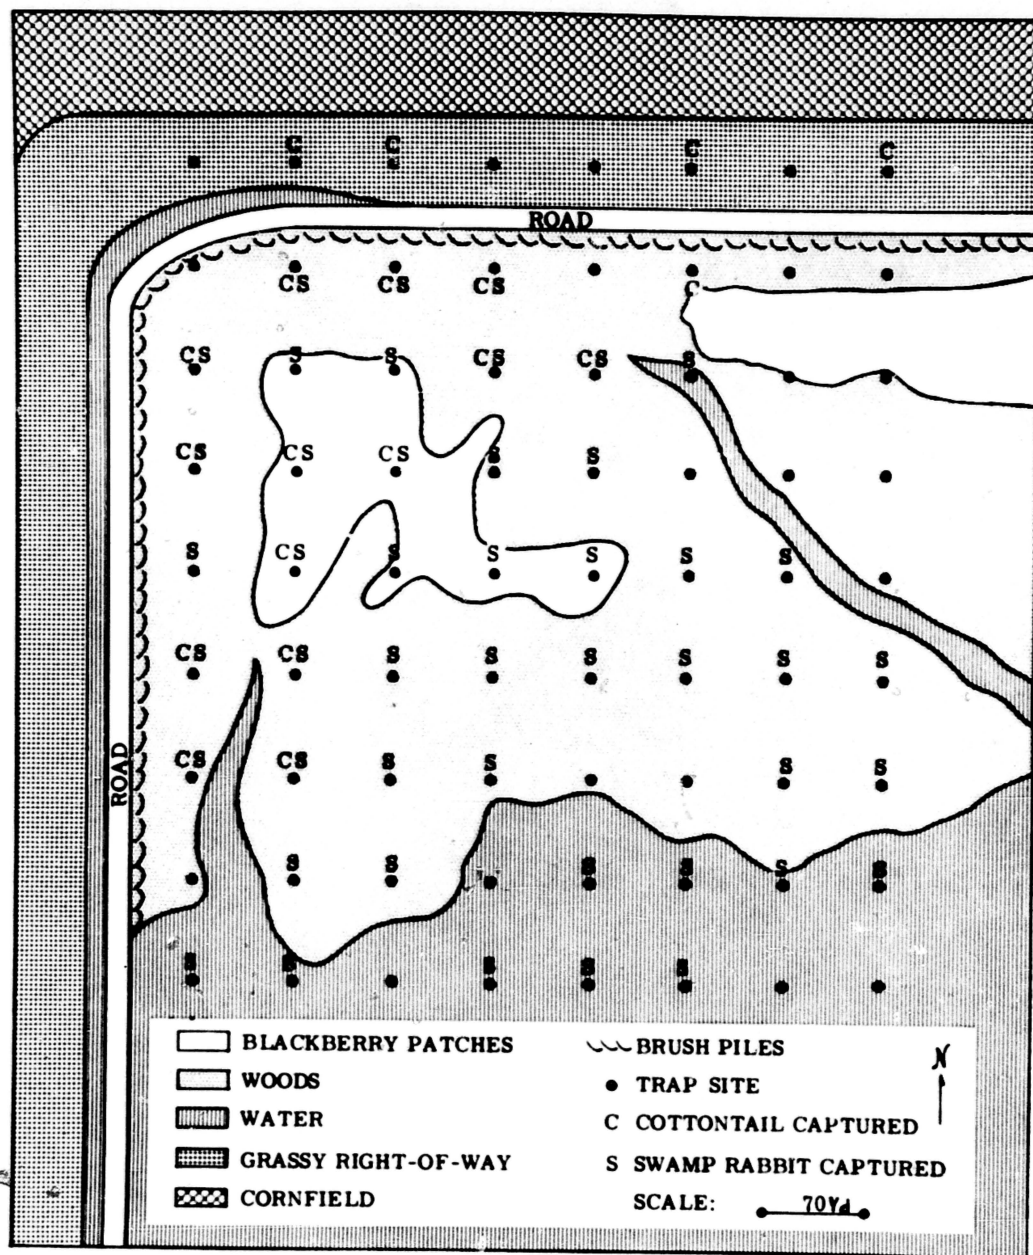 C C C C
ROAD
CS CS CS C
CS S S CS CS S
CS CS CS S S
S CS S S S S S
CS CS S S S S S S
ROAD
CS CS S S S S
S S S S S S
S S S S S
BLACKBERRY PATCHES
WOODS
WATER
GRASSY RIGHT-OF-WAY
CORNFIELD
BRUSH PILES
TRAP SITE
C COTTONTAIL CAPTURED
S SWAMP RABBIT CAPTURED
SCALE: 70Yd
N